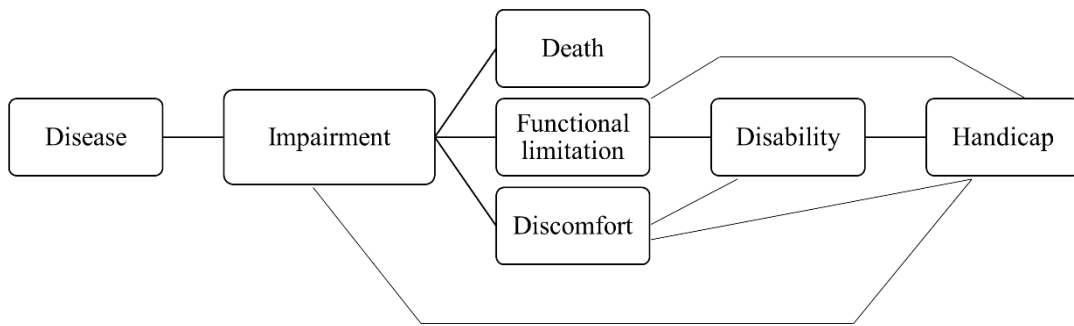 Death
Disease
Impairment
Functional
limitation
Disability
Handicap
Discomfort